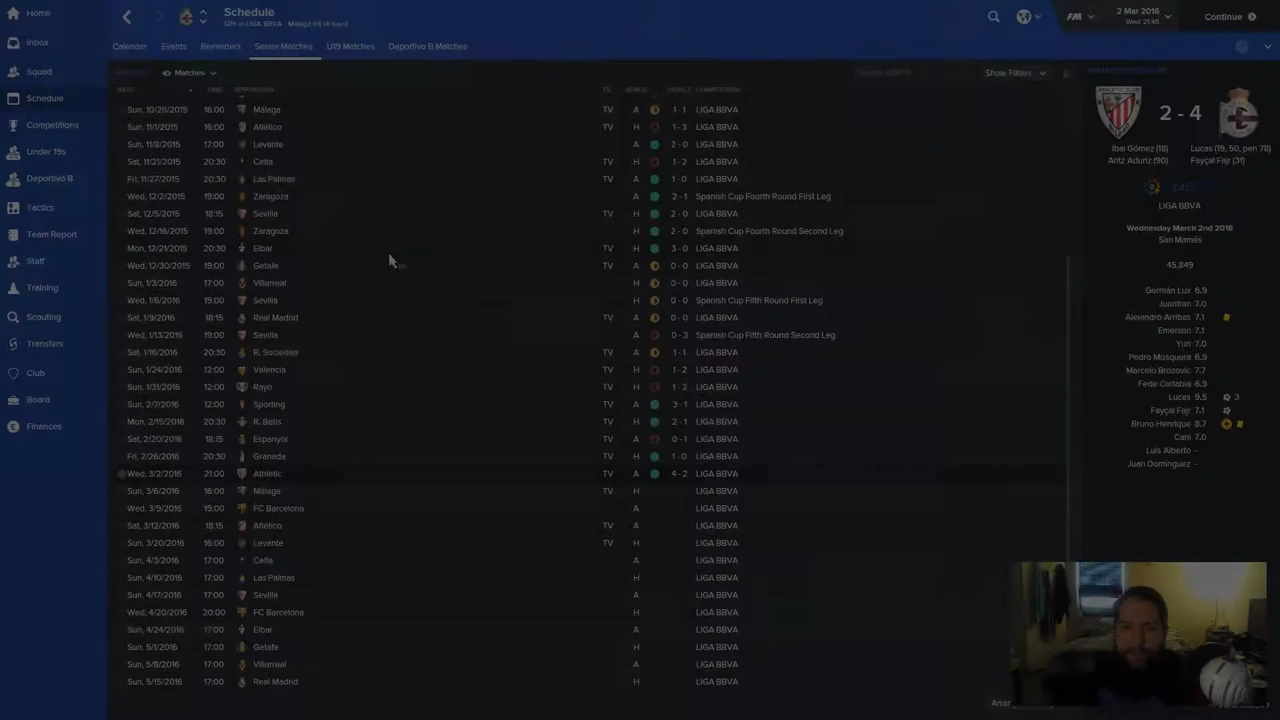 Home
Schedule
12th in LIGA BBVA Málaga (H) (4 days)
FM
2 Mar 2016
Wed 21:45
Continue
Inbox
Squad
Schedule
Competitions
Under 19s
Deportivo B
Tactics
Team Report
Staff
Training
Scouting
Transfers
Club
Board
Finances
Calendar Events Reminders Senior Matches U19 Matches Deportivo B Matches
Matches Show Filters
DATE TIME OPPOSITION TV VENUE RESULT COMPETITION
Sun, 10/25/2015 16:00 Málaga TV A 1-1 LIGA BBVA
Sun, 11/1/2015 16:00 Atlético TV H 1-3 LIGA BBVA
Sun, 11/8/2015 17:00 Levante A 2-0 LIGA BBVA
Sat, 11/21/2015 20:30 Celta TV H 1-2 LIGA BBVA
Fri, 11/27/2015 20:30 Las Palmas TV A 1-0 LIGA BBVA
Wed, 12/2/2015 19:00 Zaragoza A 2-1 Spanish Cup Fourth Round First Leg
Sat, 12/5/2015 18:15 Sevilla TV H 2-0 LIGA BBVA
Wed, 12/16/2015 19:00 Zaragoza H 2-0 Spanish Cup Fourth Round Second Leg
Mon, 12/21/2015 20:30 Eibar TV H 3-0 LIGA BBVA
Wed, 12/30/2015 19:00 Getafe TV A 0-0 LIGA BBVA
Sun, 1/3/2016 17:00 Villarreal H 0-0 LIGA BBVA
Wed, 1/6/2016 19:00 Sevilla H 0-0 Spanish Cup Fifth Round First Leg
Sat, 1/9/2016 18:15 Real Madrid TV A 0-0 LIGA BBVA
Wed, 1/13/2016 19:00 Sevilla A 0-3 Spanish Cup Fifth Round Second Leg
Sat, 1/16/2016 20:30 R. Sociedad TV A 1-1 LIGA BBVA
Sun, 1/24/2016 12:00 Valencia TV H 1-2 LIGA BBVA
Sun, 1/31/2016 12:00 Rayo TV H 1-2 LIGA BBVA
Sun, 2/7/2016 12:00 Sporting TV A 3-1 LIGA BBVA
Mon, 2/15/2016 20:30 R. Betis TV H 2-1 LIGA BBVA
Sat, 2/20/2016 18:15 Espanyol TV A 0-1 LIGA BBVA
Fri, 2/26/2016 20:30 Granada TV H 1-0 LIGA BBVA
Wed, 3/2/2016 21:00 Athletic TV A 4-2 LIGA BBVA
Sun, 3/6/2016 16:00 Málaga TV H LIGA BBVA
Wed, 3/9/2016 19:00 FC Barcelona A LIGA BBVA
Sat, 3/12/2016 18:15 Atlético TV A LIGA BBVA
Sun, 3/20/2016 16:00 Levante TV H LIGA BBVA
Sun, 4/3/2016 17:00 Celta A LIGA BBVA
Sun, 4/10/2016 17:00 Las Palmas H LIGA BBVA
Sun, 4/17/2016 17:00 Sevilla A LIGA BBVA
Wed, 4/20/2016 20:00 FC Barcelona H LIGA BBVA
Sun, 4/24/2016 17:00 Eibar A LIGA BBVA
Sun, 5/1/2016 17:00 Getafe H LIGA BBVA
Sun, 5/8/2016 17:00 Villarreal A LIGA BBVA
Sun, 5/15/2016 17:00 Real Madrid H LIGA BBVA
2 - 4
Ibai Gómez (18) Lucas (19, 50, pen 78)
Aritz Aduriz (90) Fayçal Fajr (31)
LIGA BBVA
Wednesday March 2nd 2016
San Mamés
45,849
Germán Lux 6.9
Juanfran 7.0
Alejandro Arribas 7.1
Emerson 7.1
Yuri 7.0
Pedro Mosquera 6.9
Marcelo Brozovic 7.7
Fede Cartabia 6.9
Lucas 9.5 3
Fayçal Fajr 7.1
Bruno Henrique 8.7
Cani 7.0
Luis Alberto -
Juan Domínguez -